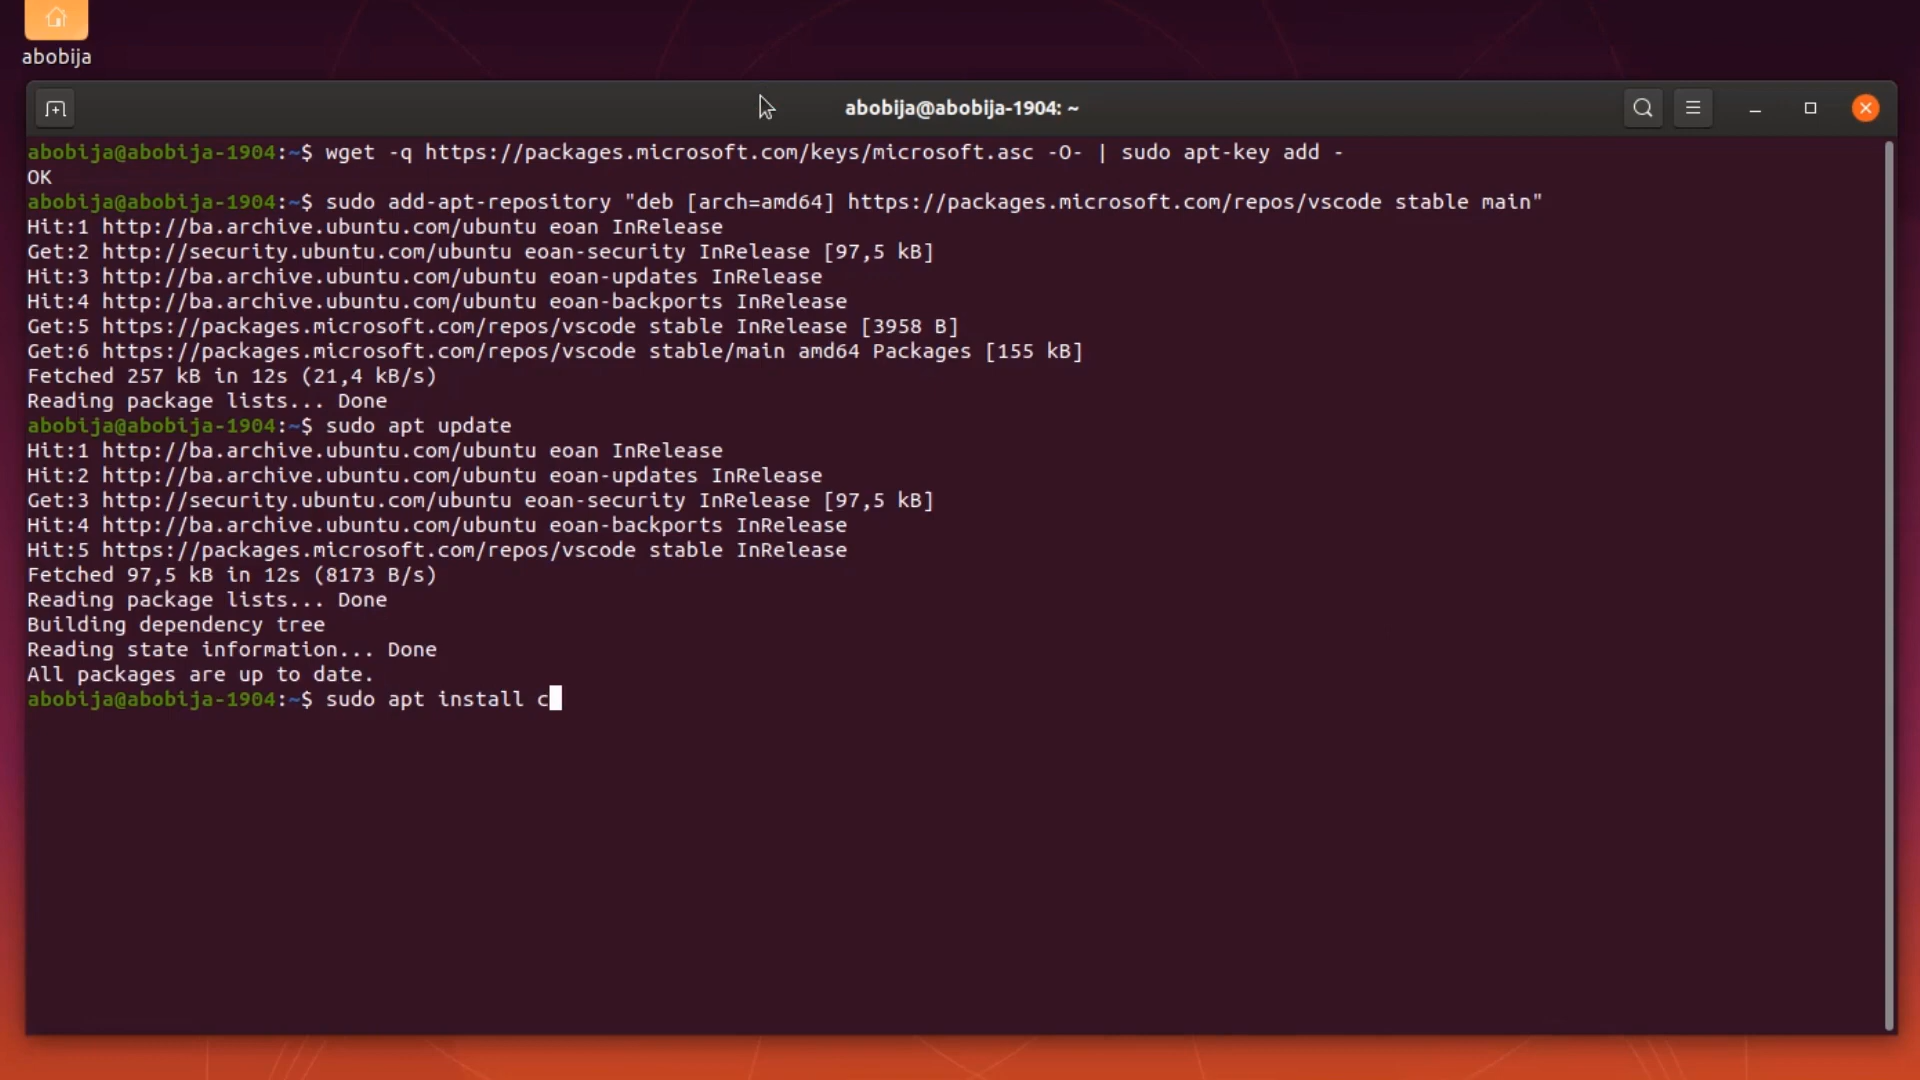 abobija
abobija@abobija-1904: ~
abobija@abobija-1904:~$ wget -q https://packages.microsoft.com/keys/microsoft.asc -O- | sudo apt-key add -
OK
abobija@abobija-1904:~$ sudo add-apt-repository "deb [arch=amd64] https://packages.microsoft.com/repos/vscode stable main"
Hit:1 http://ba.archive.ubuntu.com/ubuntu eoan InRelease
Get:2 http://security.ubuntu.com/ubuntu eoan-security InRelease [97,5 kB]
Hit:3 http://ba.archive.ubuntu.com/ubuntu eoan-updates InRelease
Hit:4 http://ba.archive.ubuntu.com/ubuntu eoan-backports InRelease
Get:5 https://packages.microsoft.com/repos/vscode stable InRelease [3958 B]
Get:6 https://packages.microsoft.com/repos/vscode stable/main amd64 Packages [155 kB]
Fetched 257 kB in 12s (21,4 kB/s)
Reading package lists... Done
abobija@abobija-1904:~$ sudo apt update
Hit:1 http://ba.archive.ubuntu.com/ubuntu eoan InRelease
Hit:2 http://ba.archive.ubuntu.com/ubuntu eoan-updates InRelease
Get:3 http://security.ubuntu.com/ubuntu eoan-security InRelease [97,5 kB]
Hit:4 http://ba.archive.ubuntu.com/ubuntu eoan-backports InRelease
Hit:5 https://packages.microsoft.com/repos/vscode stable InRelease
Fetched 97,5 kB in 12s (8173 B/s)
Reading package lists... Done
Building dependency tree
Reading state information... Done
All packages are up to date.
abobija@abobija-1904:~$ sudo apt install c